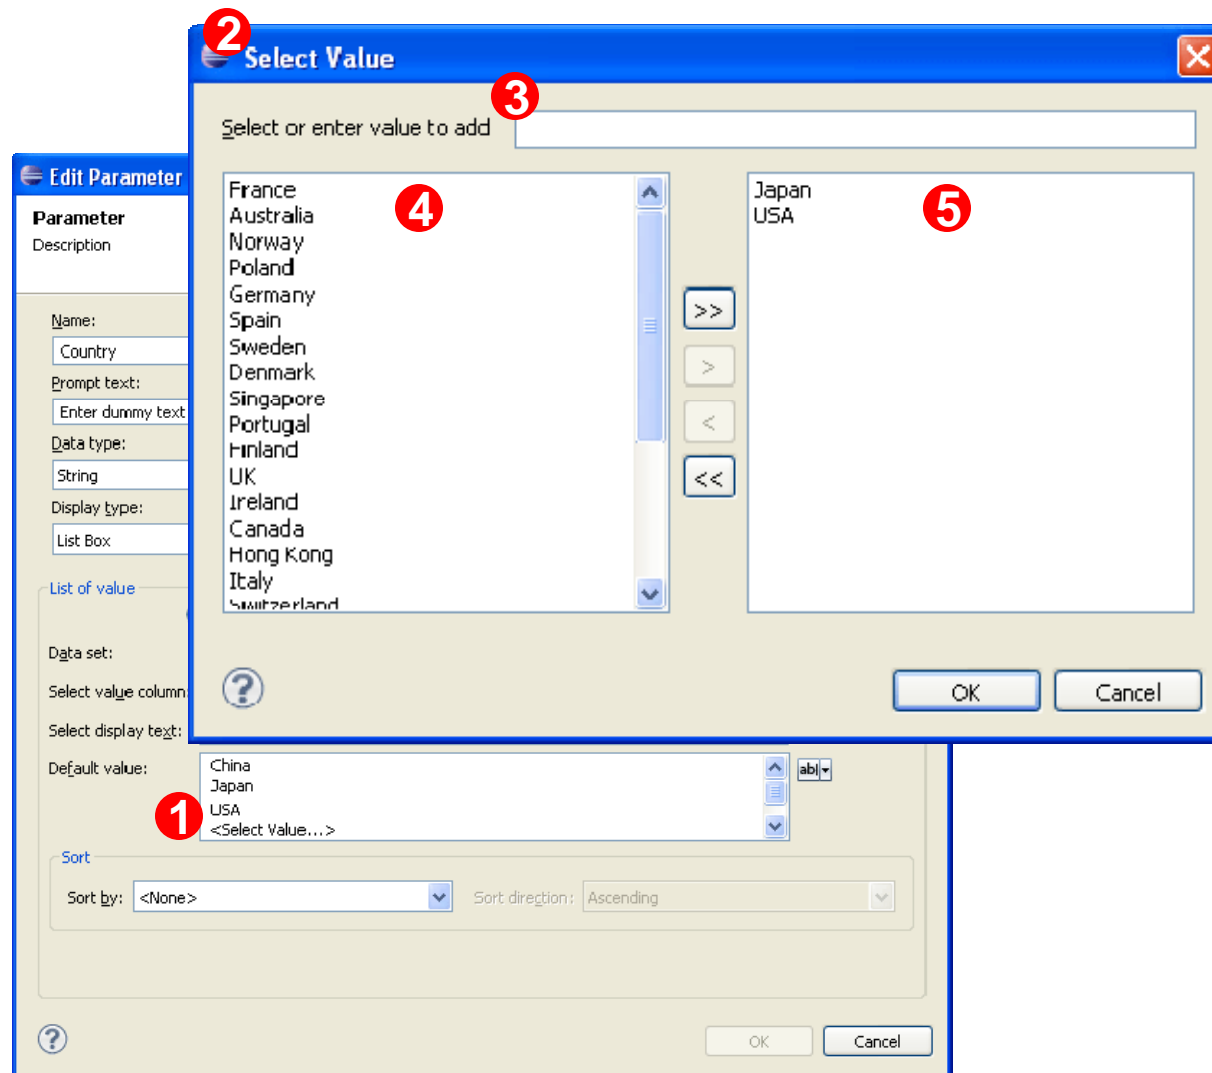 2
Select Value
3
Select or enter value to add
Edit Parameter
Parameter
Description
Name:
Country
Prompt text:
Enter dummy text
Data type:
String
Display type:
List Box
List of value
Data set:
Select value column:
Select display text:
4
France
Australia
Norway
Poland
Germany
Spain
Sweden
Denmark
Singapore
Portugal
Finland
UK
Ireland
Canada
Hong Kong
Italy
Switzerland
>>
>
<
<<
5
Japan
USA
?
OK
Cancel
Default value:
China
Japan
USA
<Select Value...>
ab|
1
Sort
Sort by:
<None>
Sort direction:
Ascending
?
OK
Cancel